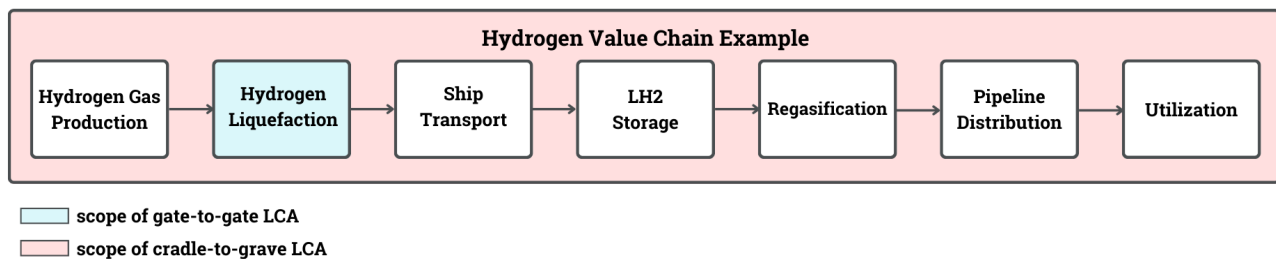 Hydrogen Value Chain Example
Hydrogen Gas
Production
Hydrogen
Liquefaction
Ship
Transport
LH2
Storage
Regasification
Pipeline
Distribution
Utilization
scope of gate-to-gate LCA
scope of cradle-to-grave LCA